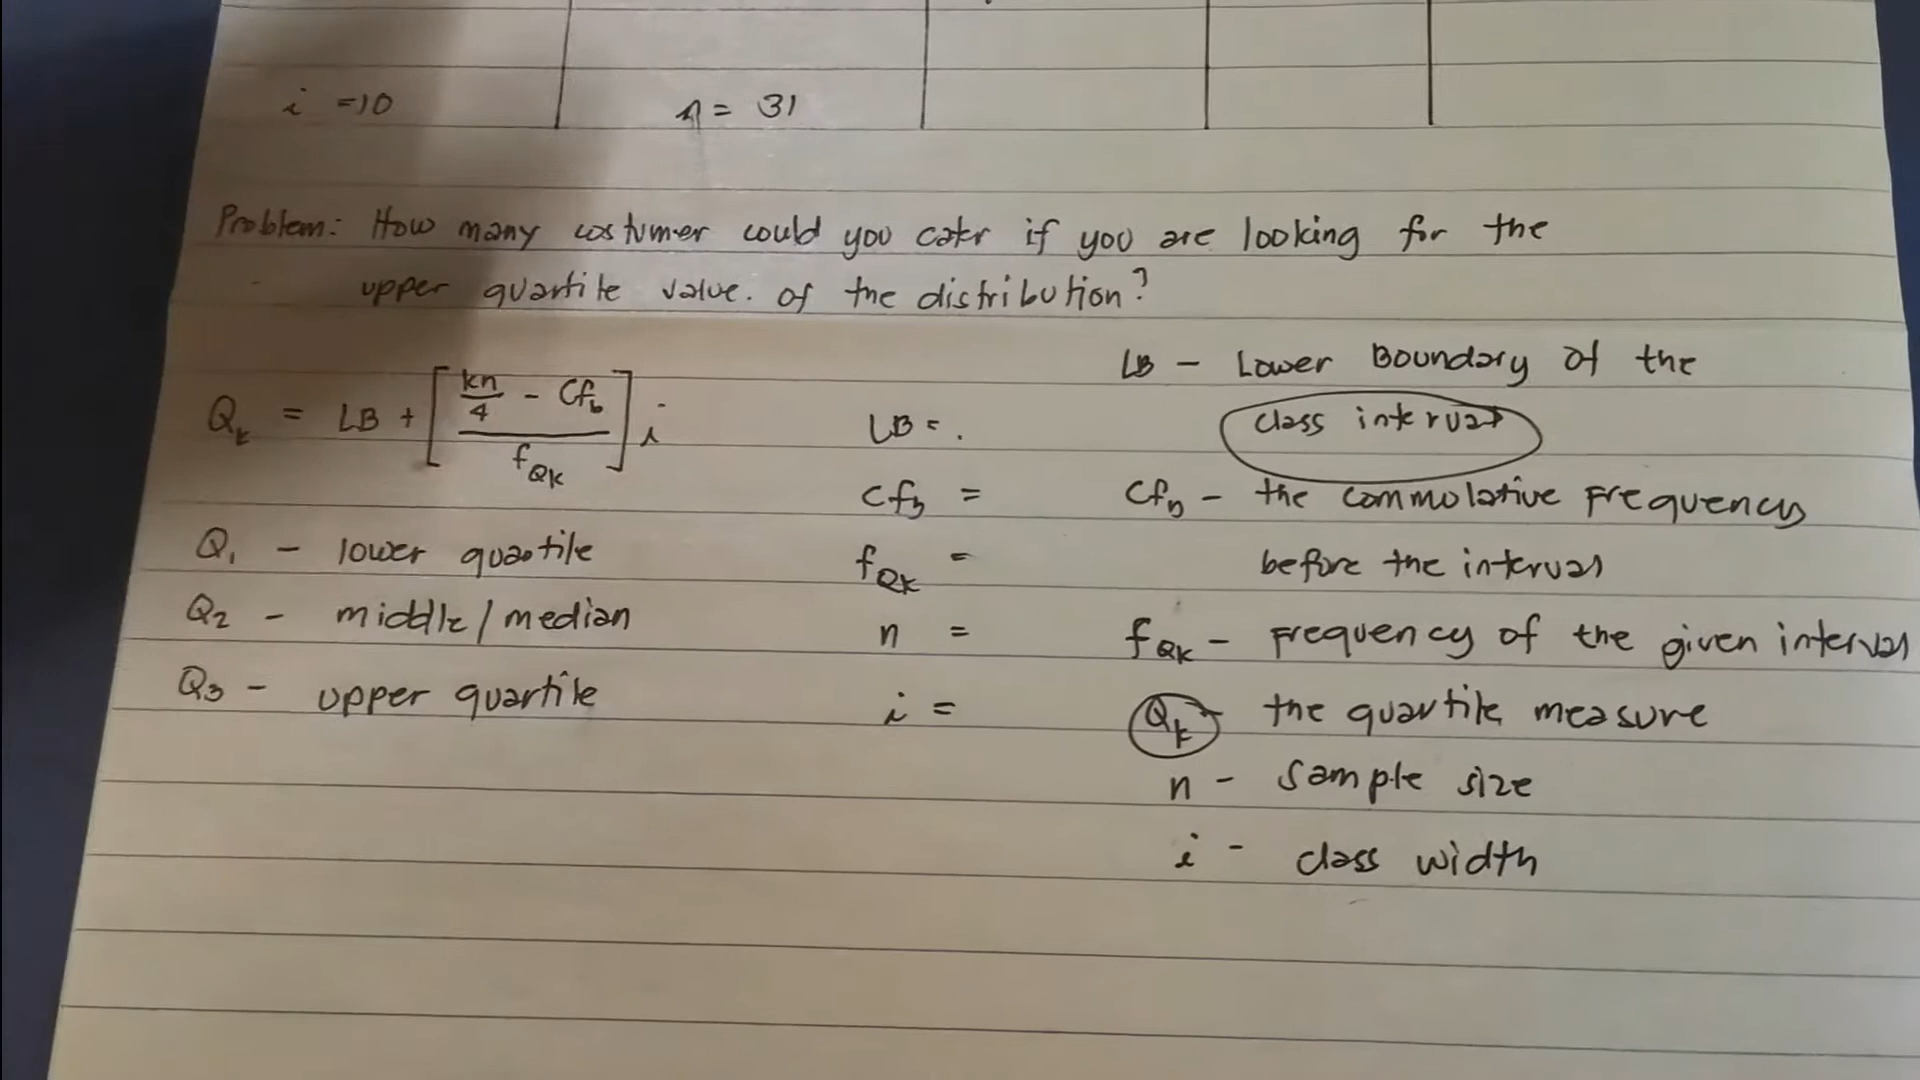 i =10
n = 31
Problem: How many costumer could you cater if you are looking for the
upper quartile value. of the distribution?
LB - Lower Boundary of the
class interval
Qk = LB + [ kn/4 - Cfb / fQk ] i
LB = .
Cfb =
Cfb - the commulative Frequency
before the interval
Q1 - lower quartile
fQk =
Q2 - middle / median
n =
fQk - Frequency of the given interval
Q3 - upper quartile
i =
Qk - the quartile measure
n - Sample size
i - class width